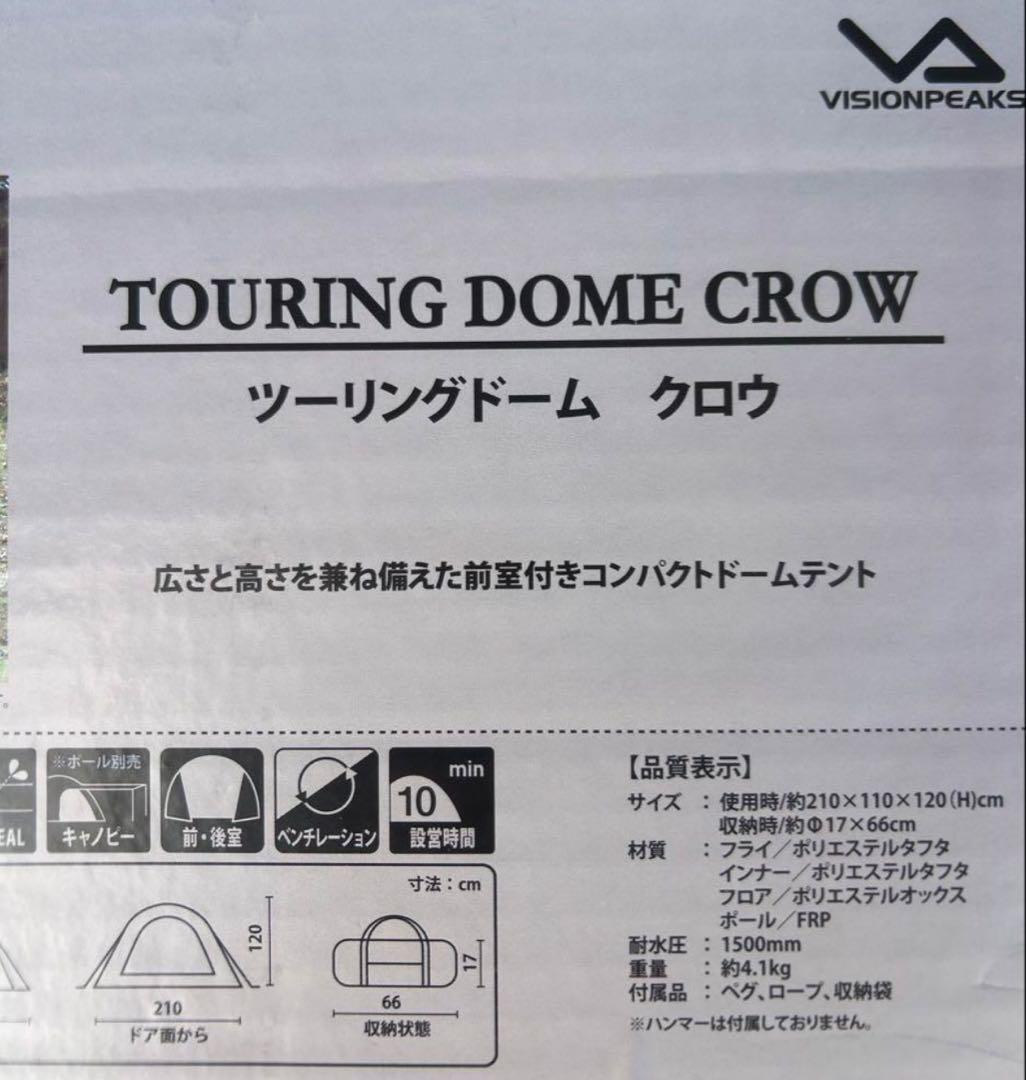 VISIONPEAKS
TOURING DOME CROW
ツーリングドーム クロウ
広さと高さを兼ね備えた前室付きコンパクトドームテント
。
EAL
※ポール別売
キャノピー
前・後室
ベンチレーション
10 min
設営時間
寸法：cm
120
210
ドア面から
17
66
収納状態
【品質表示】
サイズ ：使用時/約210×110×120(H)cm
収納時/約Φ17×66cm
材質 ：フライ／ポリエステルタフタ
インナー／ポリエステルタフタ
フロア／ポリエステルオックス
ポール／FRP
耐水圧 ：1500mm
重量 ：約4.1kg
付属品 ：ペグ、ロープ、収納袋
※ハンマーは付属しておりません。